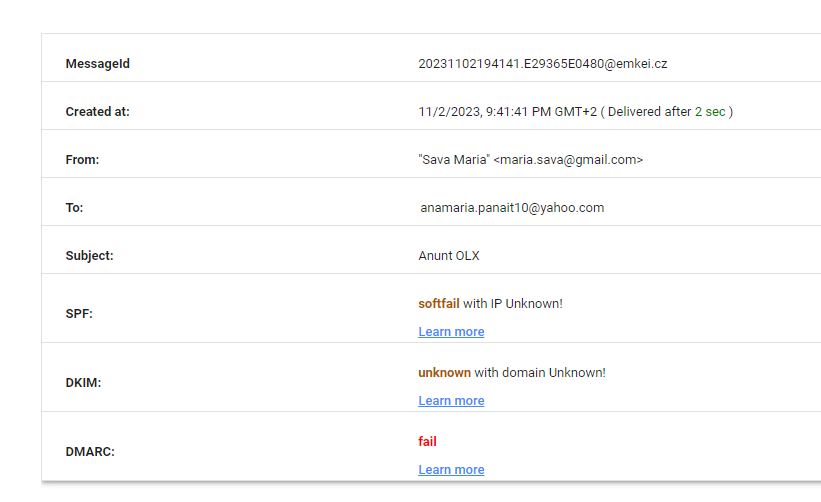 MessageId 20231102194141.E29365E0480@emkei.cz
Created at: 11/2/2023, 9:41:41 PM GMT+2 ( Delivered after 2 sec )
From: "Sava Maria" <maria.sava@gmail.com>
To: anamaria.panait10@yahoo.com
Subject: Anunt OLX
SPF: softfail with IP Unknown!
Learn more
DKIM: unknown with domain Unknown!
Learn more
DMARC: fail
Learn more